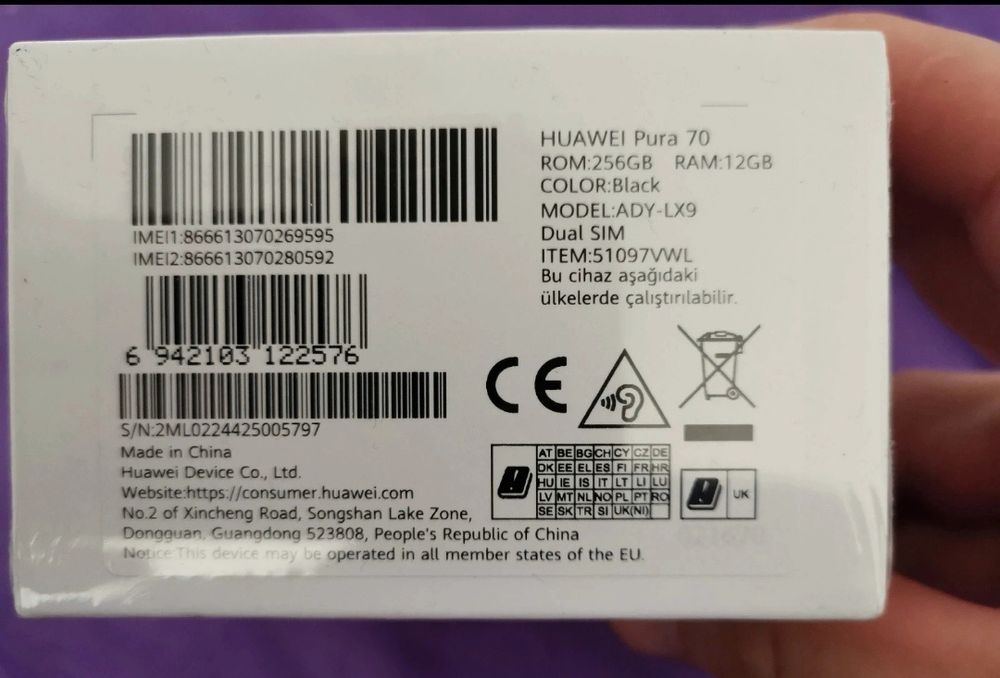 IMEI1:866613070269595
IMEI2:866613070280592
6 942103 122576
S/N:2ML0224425005797
Made in China
Huawei Device Co., Ltd.
Website:https://consumer.huawei.com
No.2 of Xincheng Road, Songshan Lake Zone,
Dongguan, Guangdong 523808, People's Republic of China
Notice:This device may be operated in all member states of the EU.
HUAWEI Pura 70
ROM:256GB RAM:12GB
COLOR:Black
MODEL:ADY-LX9
Dual SIM
ITEM:51097VWL
Bu cihaz aşağıdaki
ülkelerde çalıştırılabilir.
CE
AT BE BG CH CY CZ DE
DK EE EL ES FI FR HR
HU IE IS IT LT LI LU
LV MT NL NO PL PT RO
SE SK TR SI UK(NI)
UK